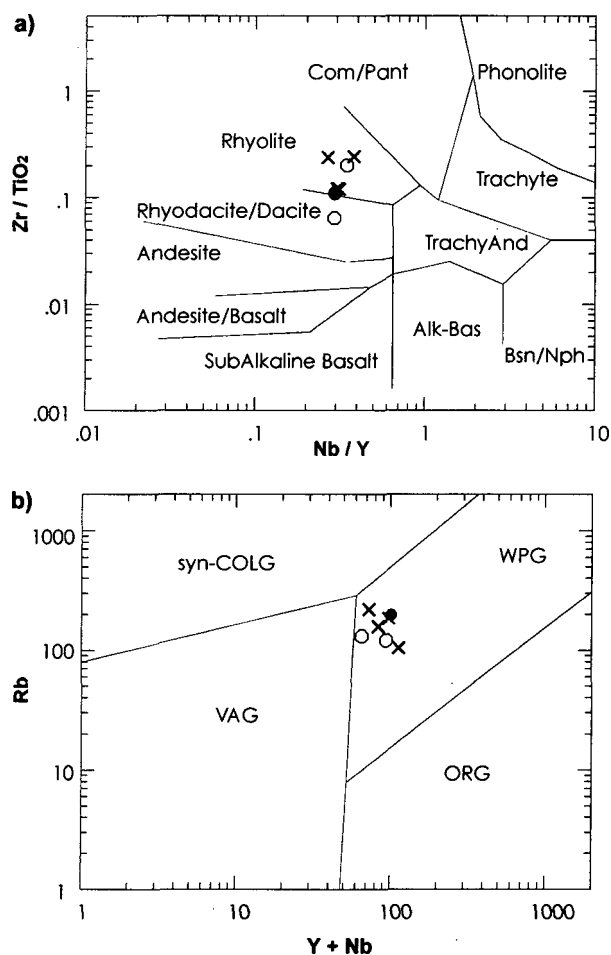 a)
Zr / TiO2
1
.1
.01
.001
Com/Pant
Phonolite
Rhyolite
Trachyte
Rhyodacite/Dacite
TrachyAnd
Andesite
Andesite/Basalt
Alk-Bas
SubAlkaline Basalt
Bsn/Nph
.01
.1
1
10
Nb / Y
b)
Rb
1000
100
10
1
syn-COLG
WPG
VAG
ORG
1
10
100
1000
Y + Nb